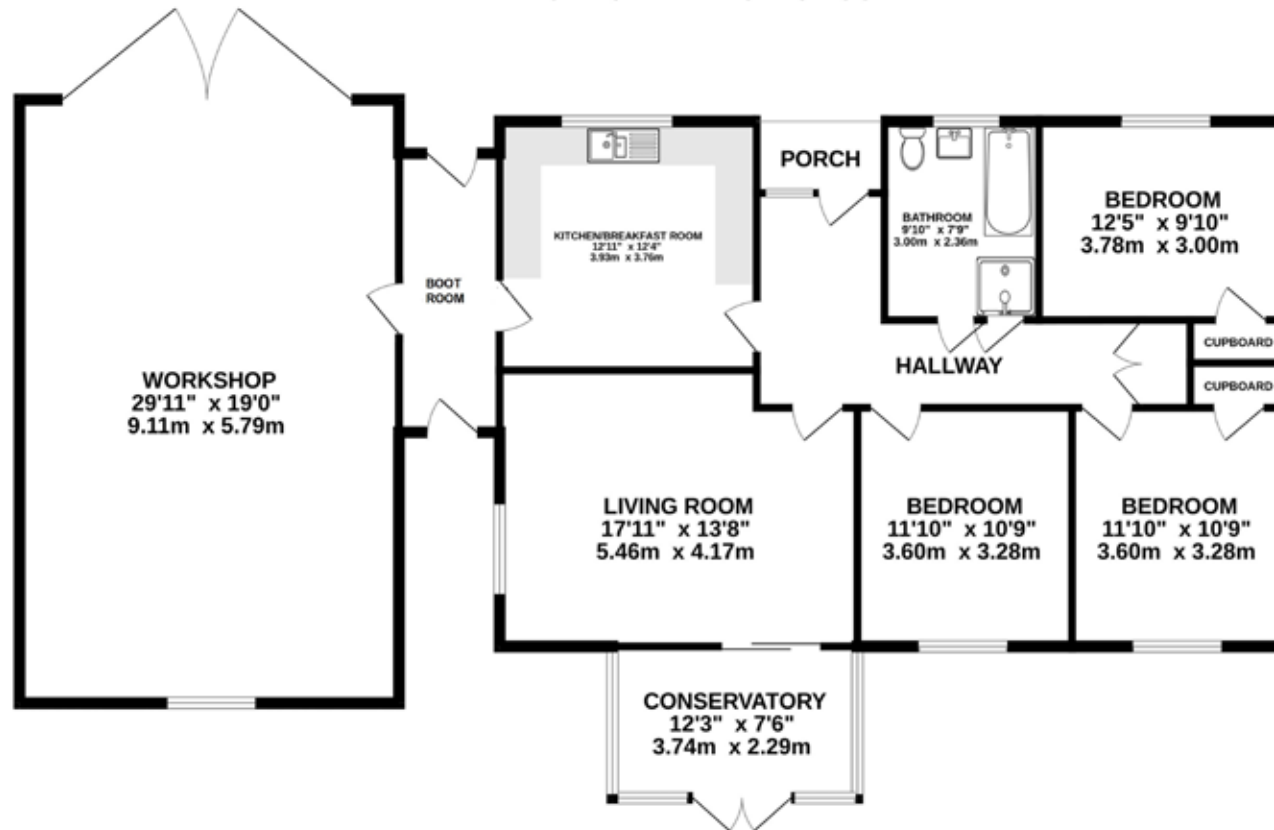 PORCH
BEDROOM
12'5" x 9'10"
3.78m x 3.00m
BATHROOM
9'10" x 7'9"
3.00m x 2.36m
KITCHEN/BREAKFAST ROOM
12'11" x 12'4"
3.93m x 3.76m
BOOT
ROOM
CUPBOARD
HALLWAY
CUPBOARD
WORKSHOP
29'11" x 19'0"
9.11m x 5.79m
LIVING ROOM
17'11" x 13'8"
5.46m x 4.17m
BEDROOM
11'10" x 10'9"
3.60m x 3.28m
BEDROOM
11'10" x 10'9"
3.60m x 3.28m
CONSERVATORY
12'3" x 7'6"
3.74m x 2.29m